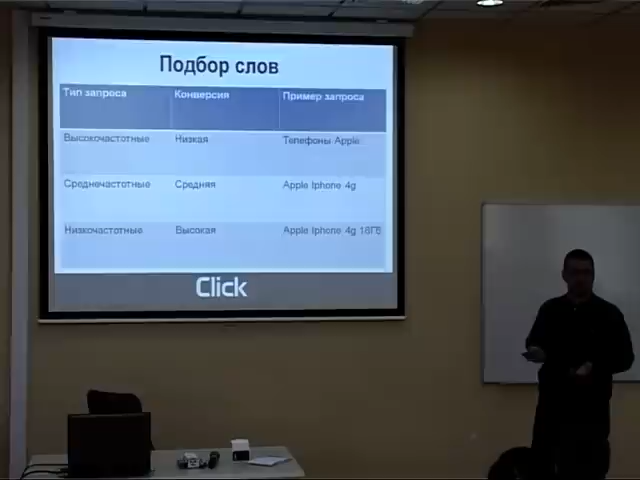 Подбор слов
Тип запроса Конверсия Пример запроса
Высокочастотные Низкая Телефоны Apple
Среднечастотные Средняя Apple Iphone 4g
Низкочастотные Высокая Apple Iphone 4g 16Гб
Click